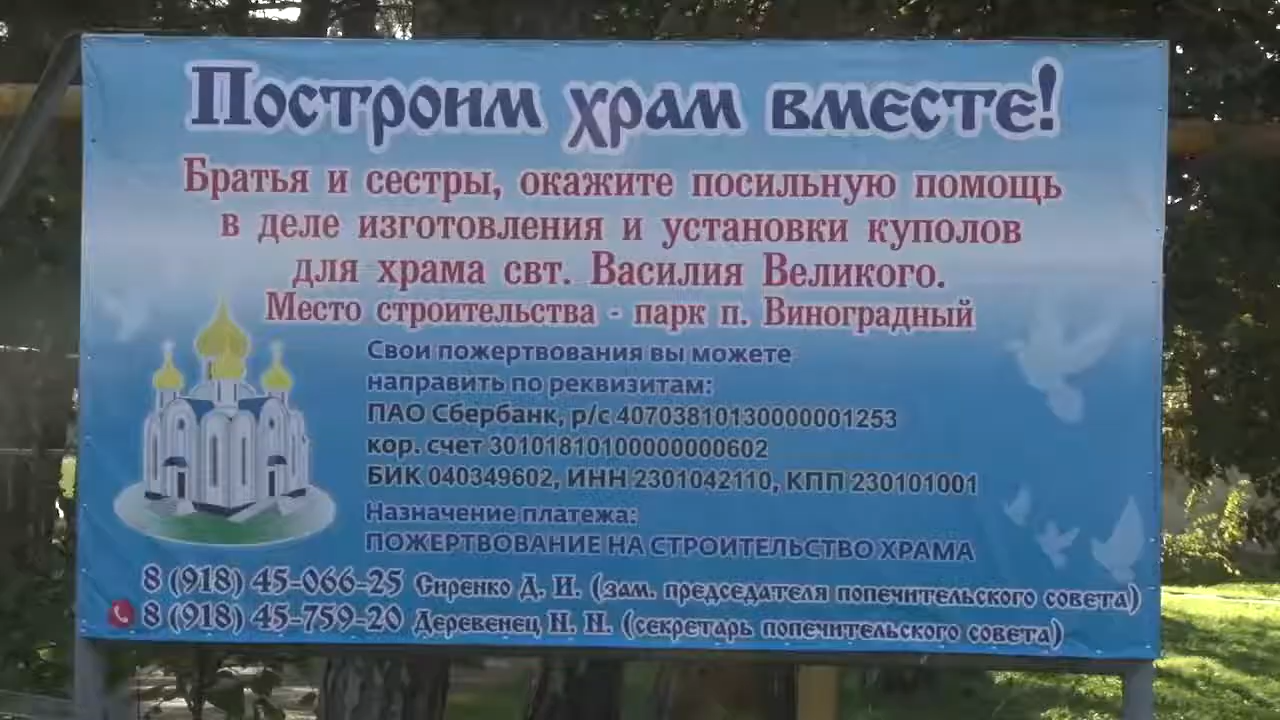 Построим храм вместе!
Братья и сестры, окажите посильную помощь
в деле изготовления и установки куполов
для храма свт. Василия Великого.
Место строительства - парк п. Виноградный
Свои пожертвования вы можете
направить по реквизитам:
ПАО Сбербанк, р/с 40703810130000001253
кор. счет 30101810100000000602
БИК 040349602, ИНН 2301042110, КПП 230101001
Назначение платежа:
ПОЖЕРТВОВАНИЕ НА СТРОИТЕЛЬСТВО ХРАМА
8 (918) 45-066-25 Сиренко Д. И. (зам. председателя попечительского совета)
8 (918) 45-759-20 Деревенец Н. Н. (секретарь попечительского совета)